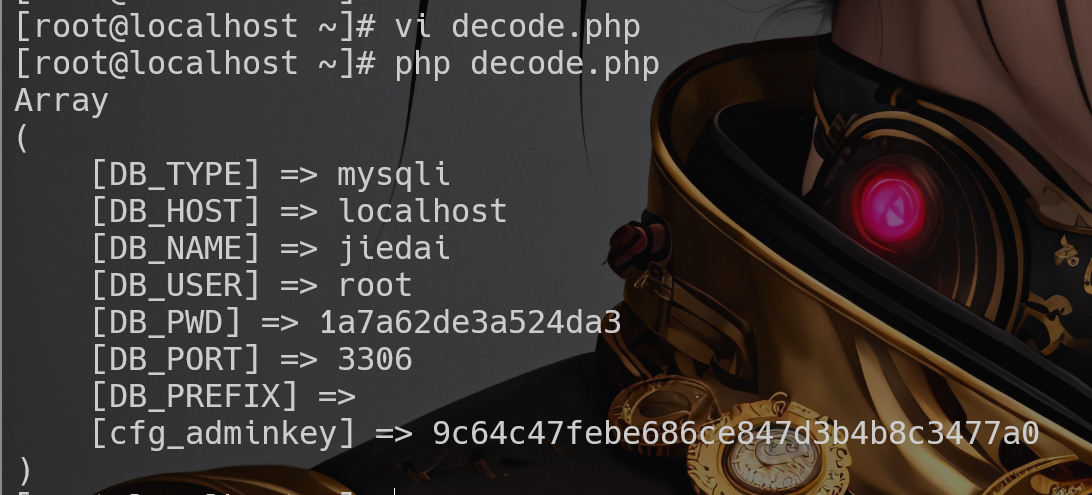 [root@localhost ~]# vi decode.php
[root@localhost ~]# php decode.php
Array
(
    [DB_TYPE] => mysqli
    [DB_HOST] => localhost
    [DB_NAME] => jiedai
    [DB_USER] => root
    [DB_PWD] => 1a7a62de3a524da3
    [DB_PORT] => 3306
    [DB_PREFIX] =>
    [cfg_adminkey] => 9c64c47febe686ce847d3b4b8c3477a0
)